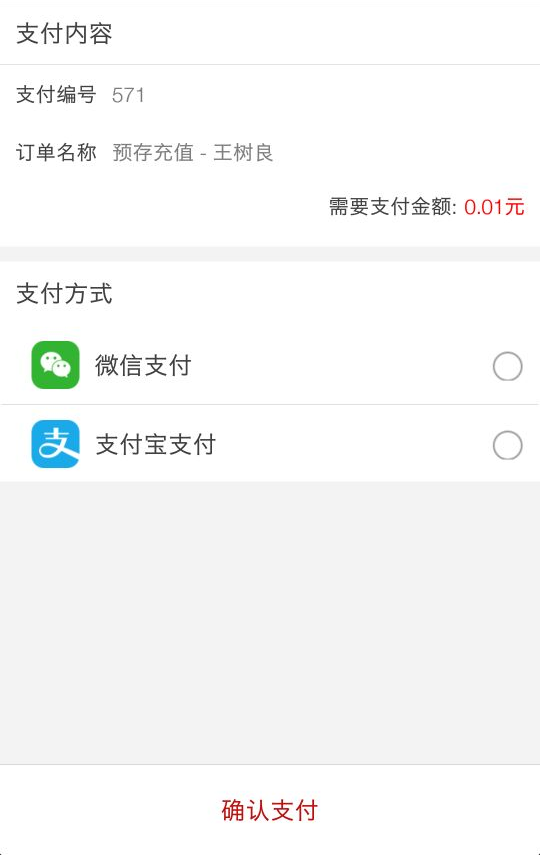 支付内容
支付编号 571
订单名称 预存充值 - 王树良
需要支付金额: 0.01元
支付方式
微信支付
支 支付宝支付
确认支付